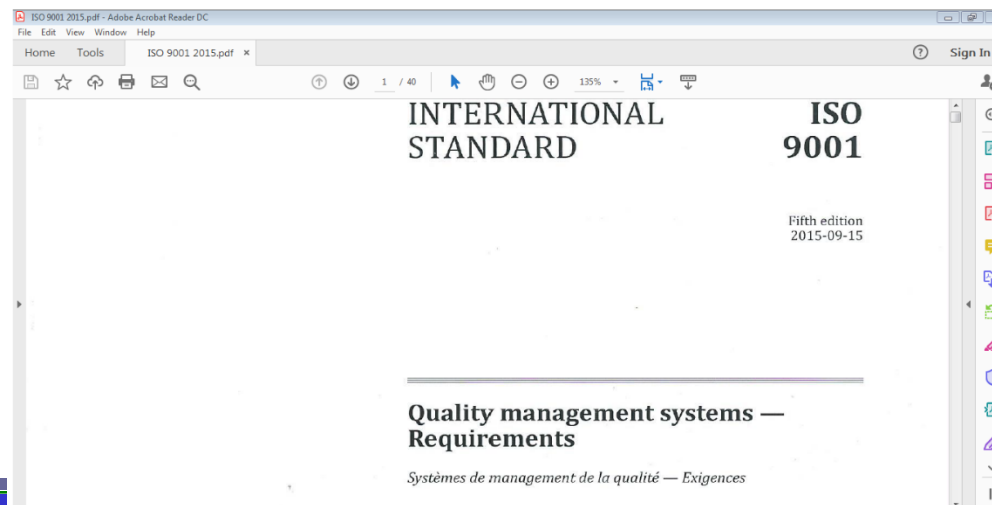 ISO 9001 2015.pdf - Adobe Acrobat Reader DC
File Edit View Window Help
Home Tools ISO 9001 2015.pdf × Sign In
1 / 40 135%
INTERNATIONAL ISO
STANDARD 9001
Fifth edition
2015-09-15
Quality management systems —
Requirements
Systèmes de management de la qualité — Exigences